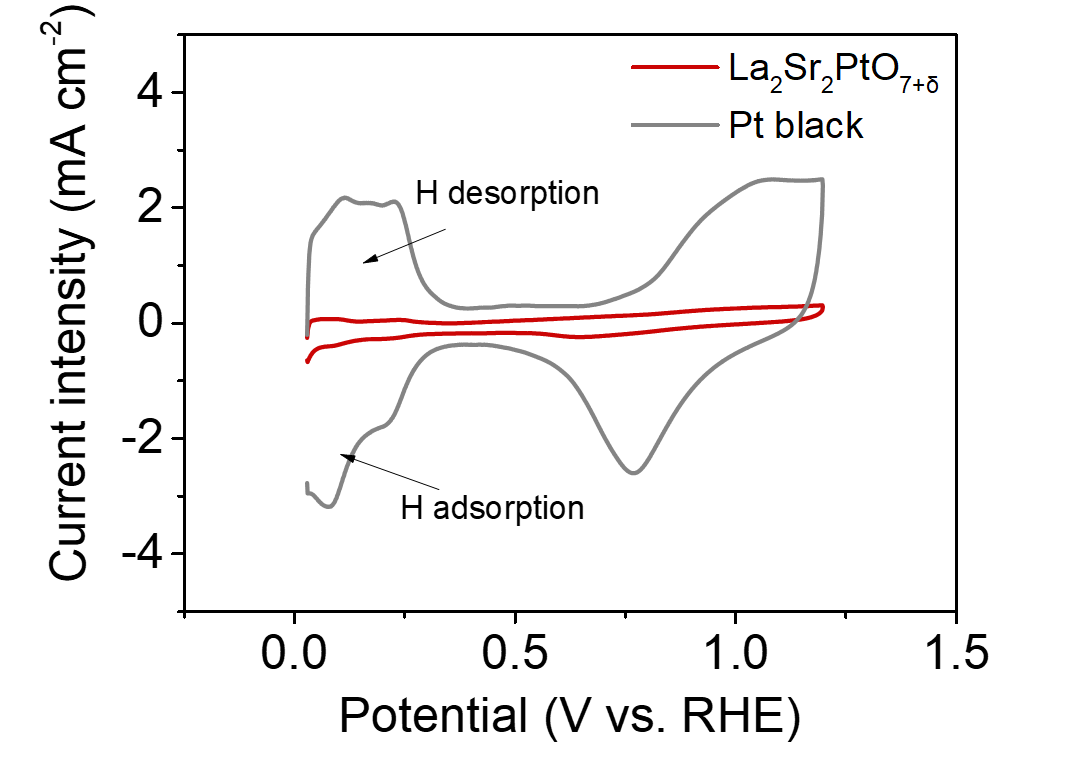 La₂Sr₂PtO₇₊δ
Pt black
H desorption
H adsorption
4
2
0
-2
-4
0.0 0.5 1.0 1.5
Potential (V vs. RHE)
Current intensity (mA cm⁻²)